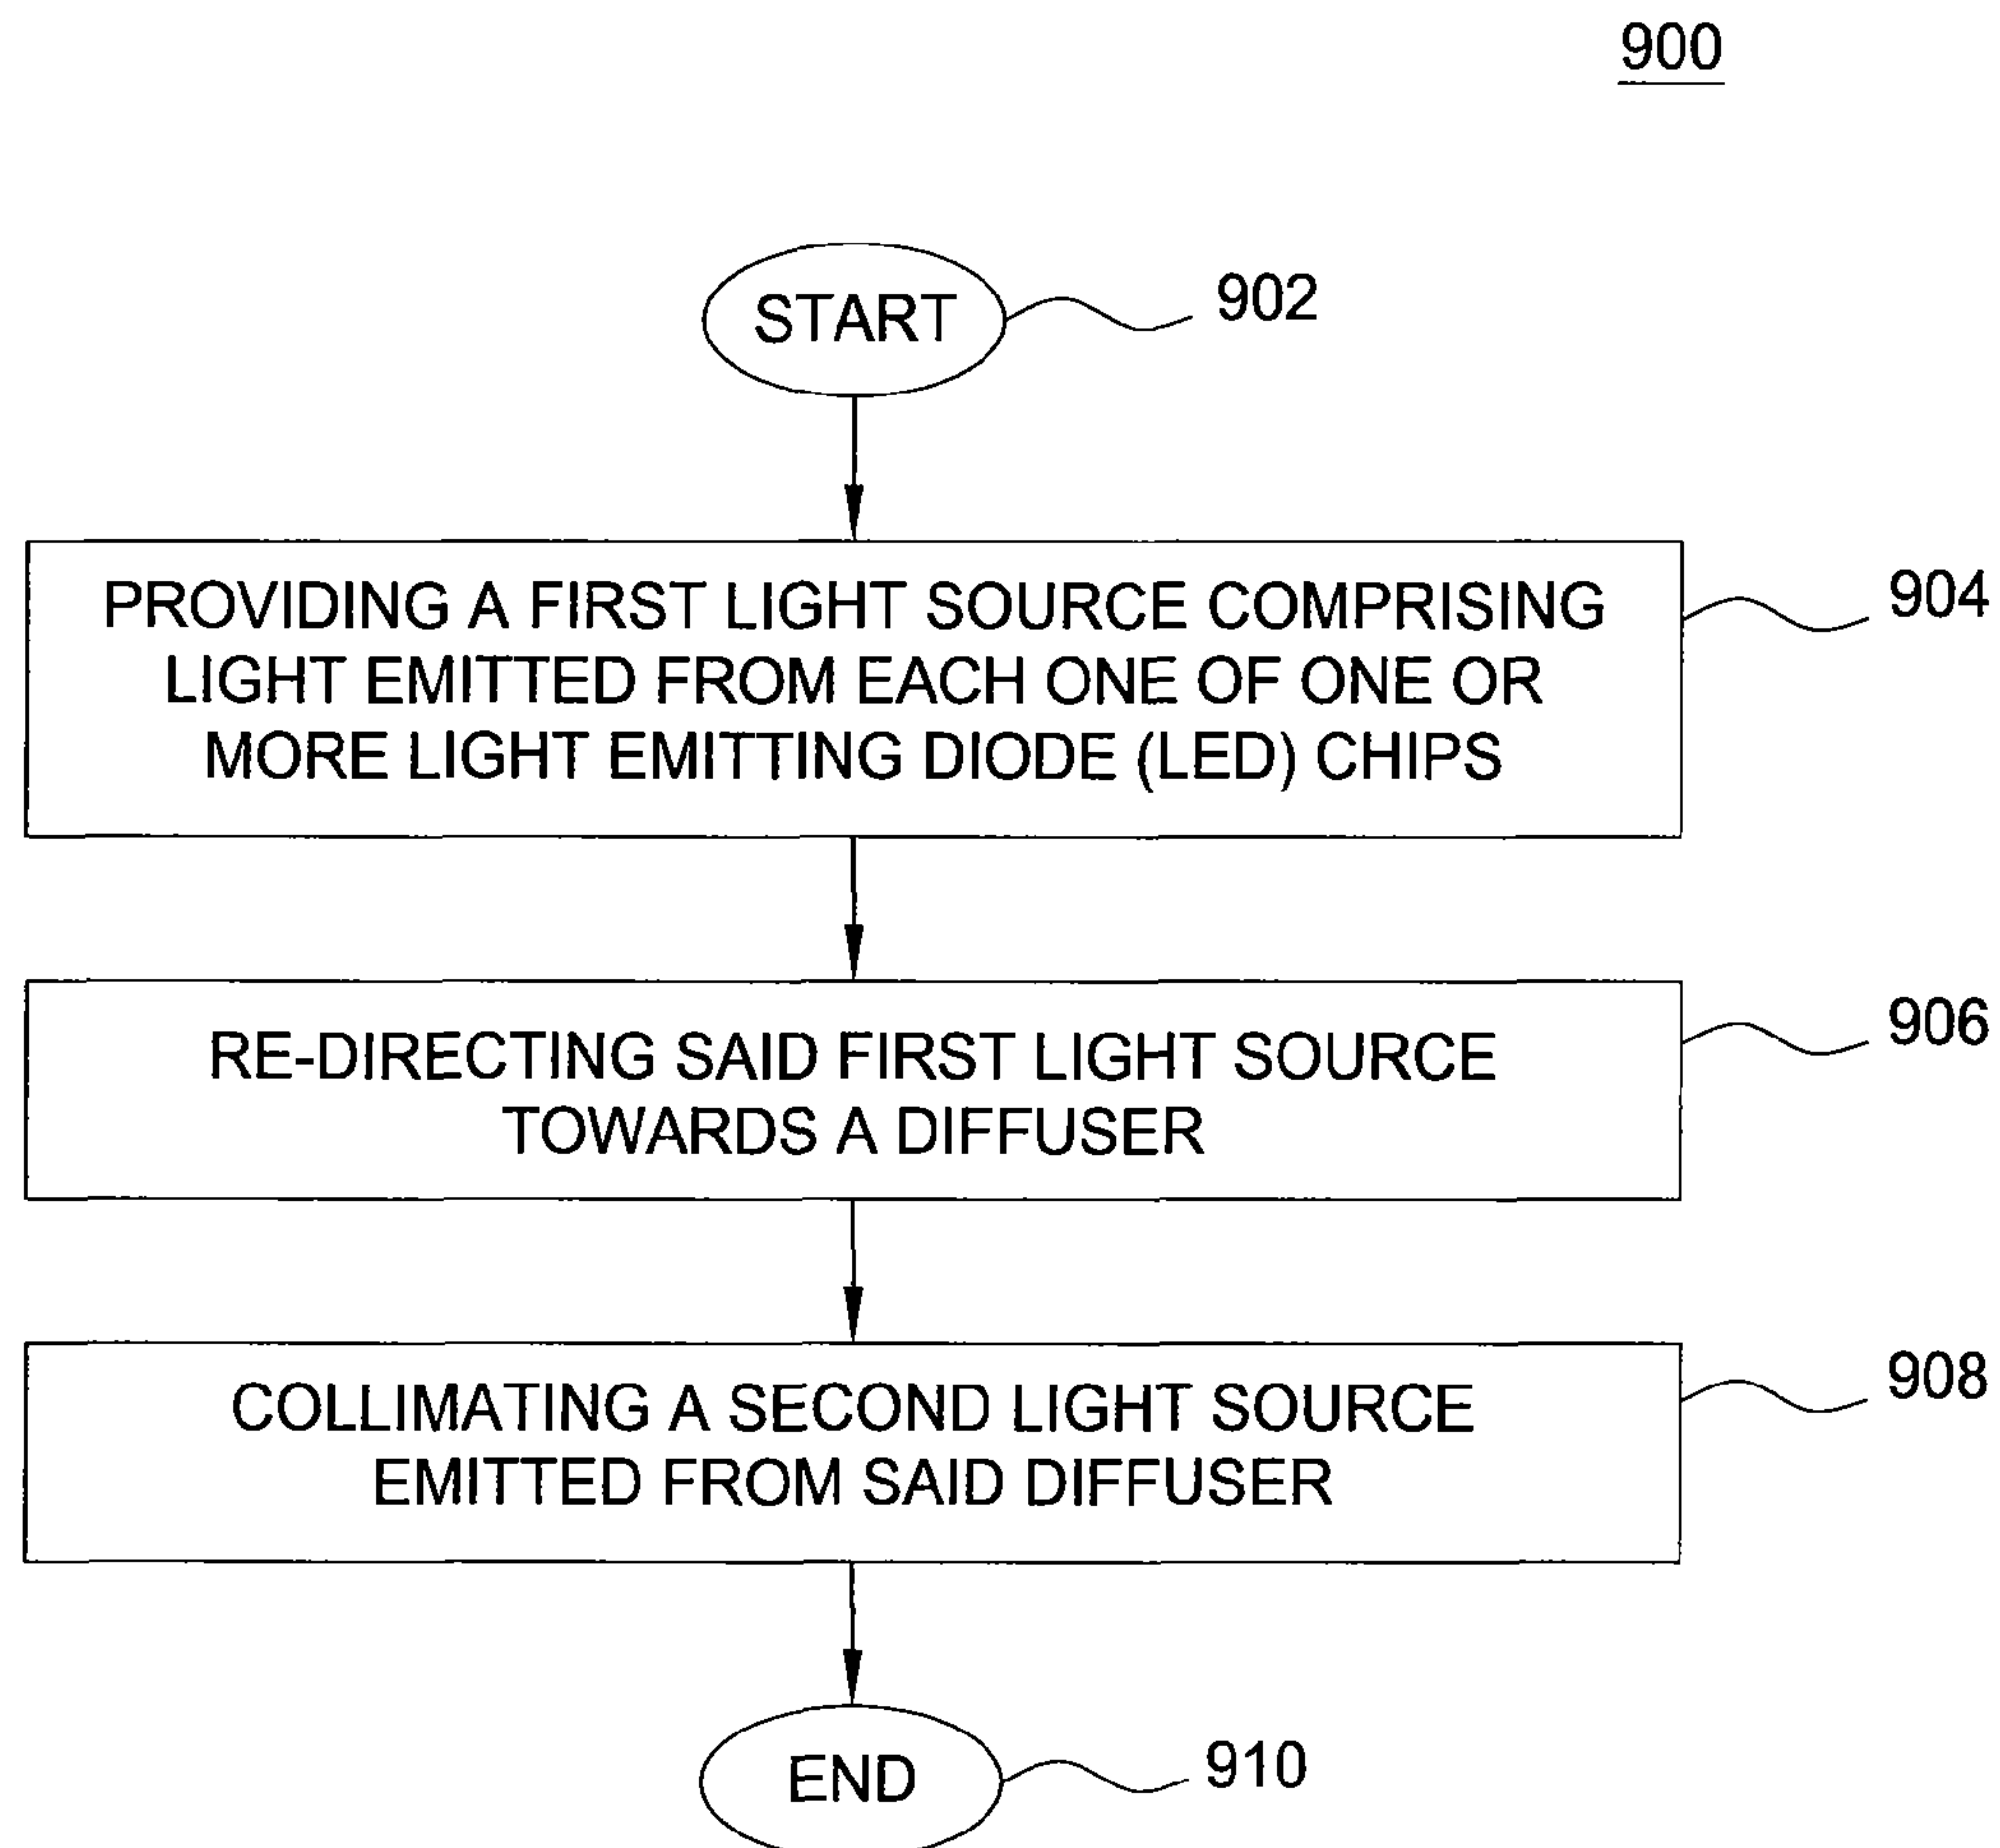 900
START
902
PROVIDING A FIRST LIGHT SOURCE COMPRISING
LIGHT EMITTED FROM EACH ONE OF ONE OR
MORE LIGHT EMITTING DIODE (LED) CHIPS
904
RE-DIRECTING SAID FIRST LIGHT SOURCE
TOWARDS A DIFFUSER
906
COLLIMATING A SECOND LIGHT SOURCE
EMITTED FROM SAID DIFFUSER
908
END
910